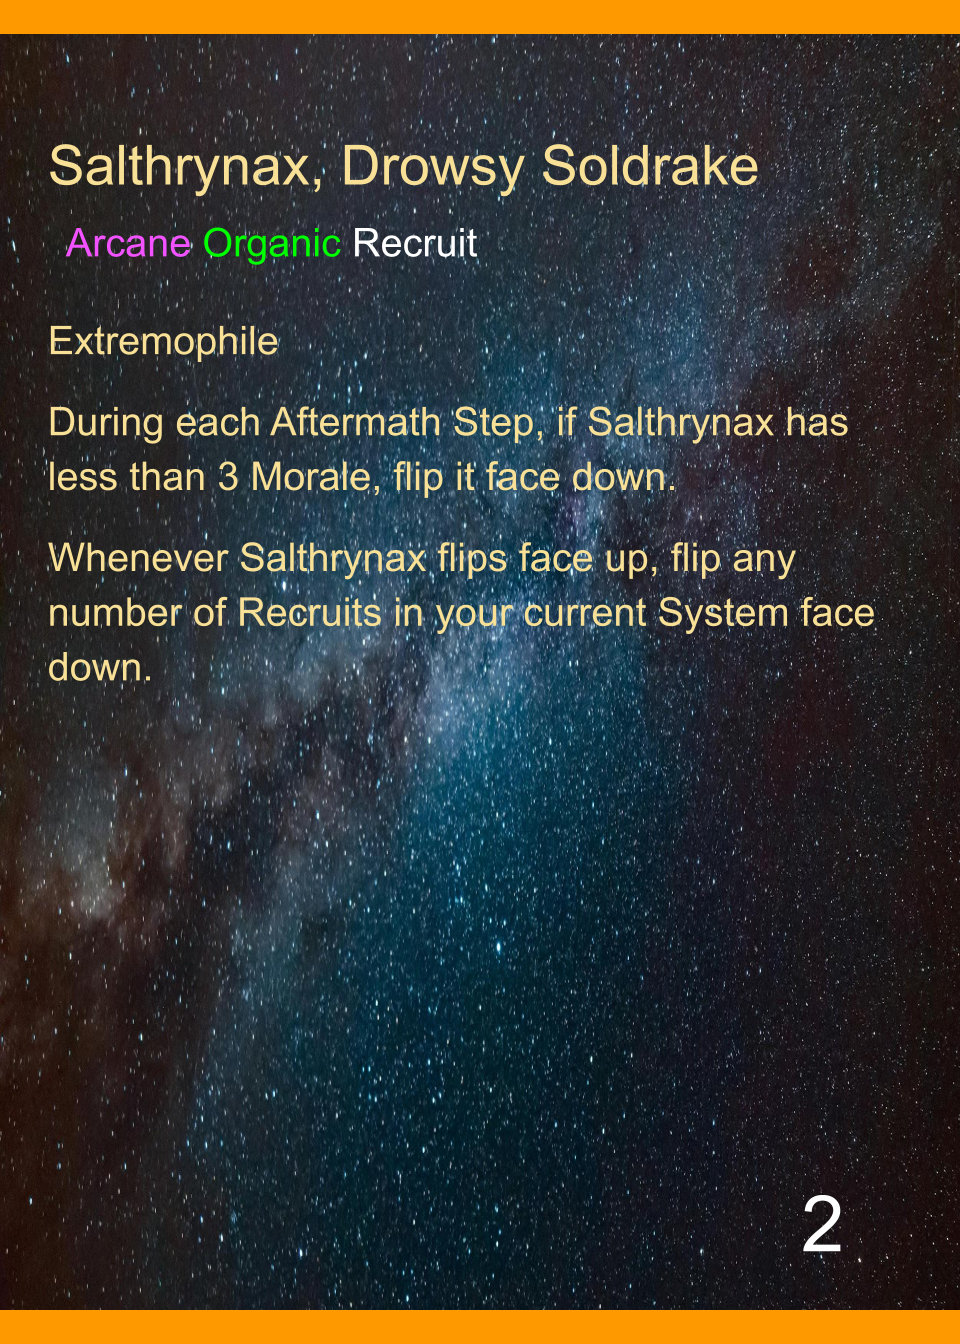 Salthrynax, Drowsy Soldrake
Arcane Organic Recruit
Extremophile
During each Aftermath Step, if Salthrynax has
less than 3 Morale, flip it face down.
Whenever Salthrynax flips face up, flip any
number of Recruits in your current System face
down.
2